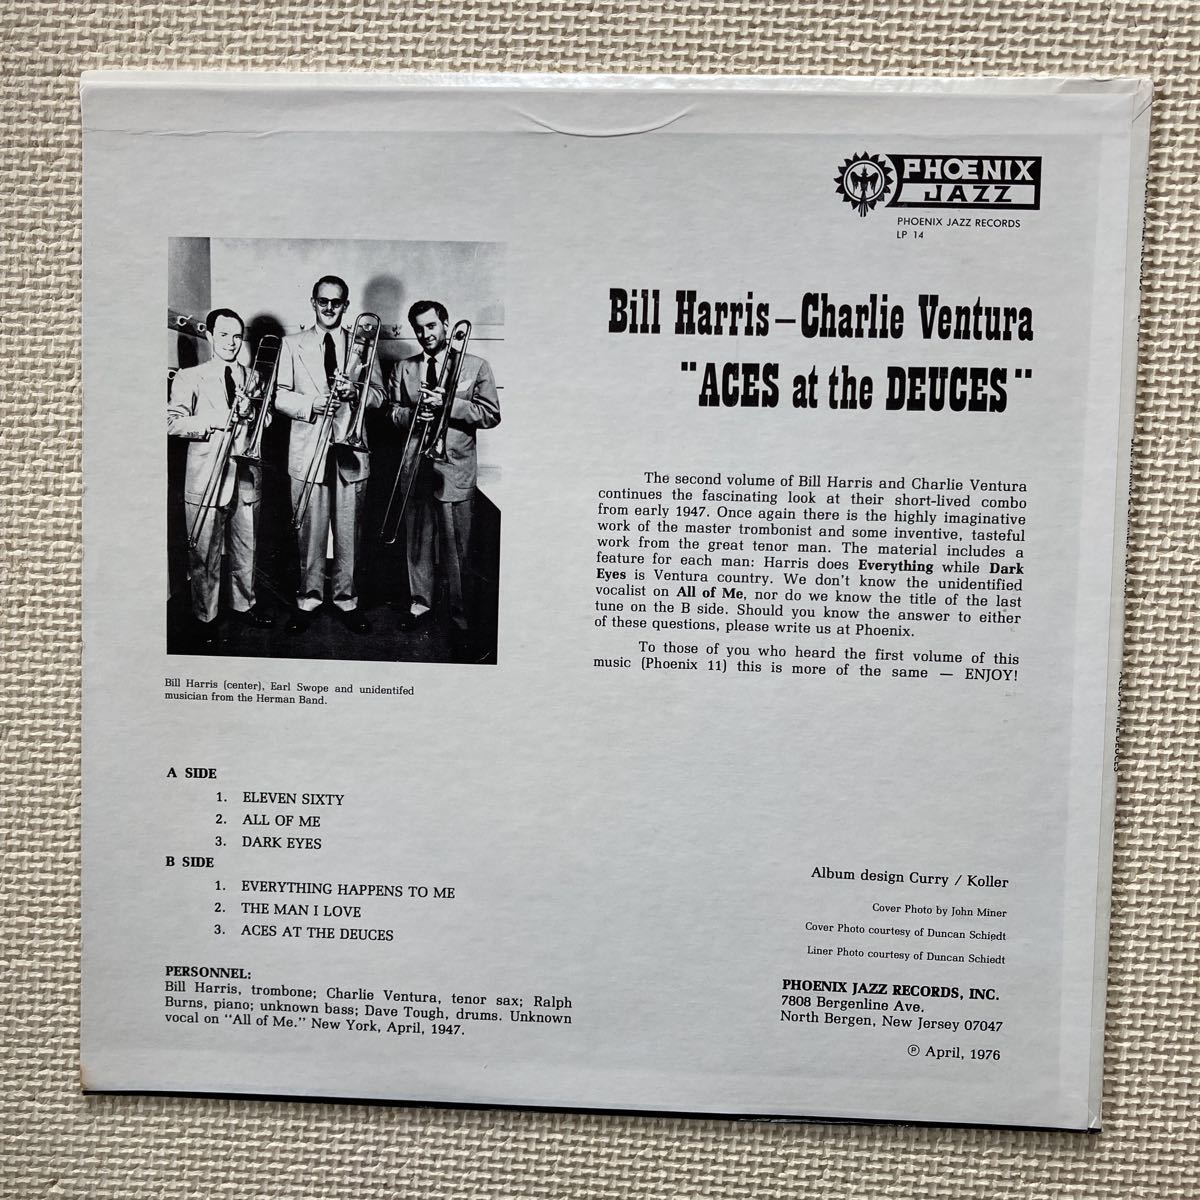 PHOENIX
JAZZ
PHOENIX JAZZ RECORDS
LP 14
Bill Harris – Charlie Ventura
"ACES at the DEUCES"
The second volume of Bill Harris and Charlie Ventura
continues the fascinating look at their short-lived combo
from early 1947. Once again there is the highly imaginative
work of the master trombonist and some inventive, tasteful
work from the great tenor man. The material includes a
feature for each man: Harris does Everything while Dark
Eyes is Ventura country. We don't know the unidentified
vocalist on All of Me, nor do we know the title of the last
tune on the B side. Should you know the answer to either
of these questions, please write us at Phoenix.
To those of you who heard the first volume of this
music (Phoenix 11) this is more of the same — ENJOY!
Bill Harris (center), Earl Swope and unidentifed
musician from the Herman Band.
A SIDE
1. ELEVEN SIXTY
2. ALL OF ME
3. DARK EYES
B SIDE
1. EVERYTHING HAPPENS TO ME
2. THE MAN I LOVE
3. ACES AT THE DEUCES
PERSONNEL:
Bill Harris, trombone; Charlie Ventura, tenor sax; Ralph
Burns, piano; unknown bass; Dave Tough, drums. Unknown
vocal on "All of Me." New York, April, 1947.
Album design Curry / Koller
Cover Photo by John Miner
Cover Photo courtesy of Duncan Schiedt
Liner Photo courtesy of Duncan Schiedt
PHOENIX JAZZ RECORDS, INC.
7808 Bergenline Ave.
North Bergen, New Jersey 07047
℗ April, 1976